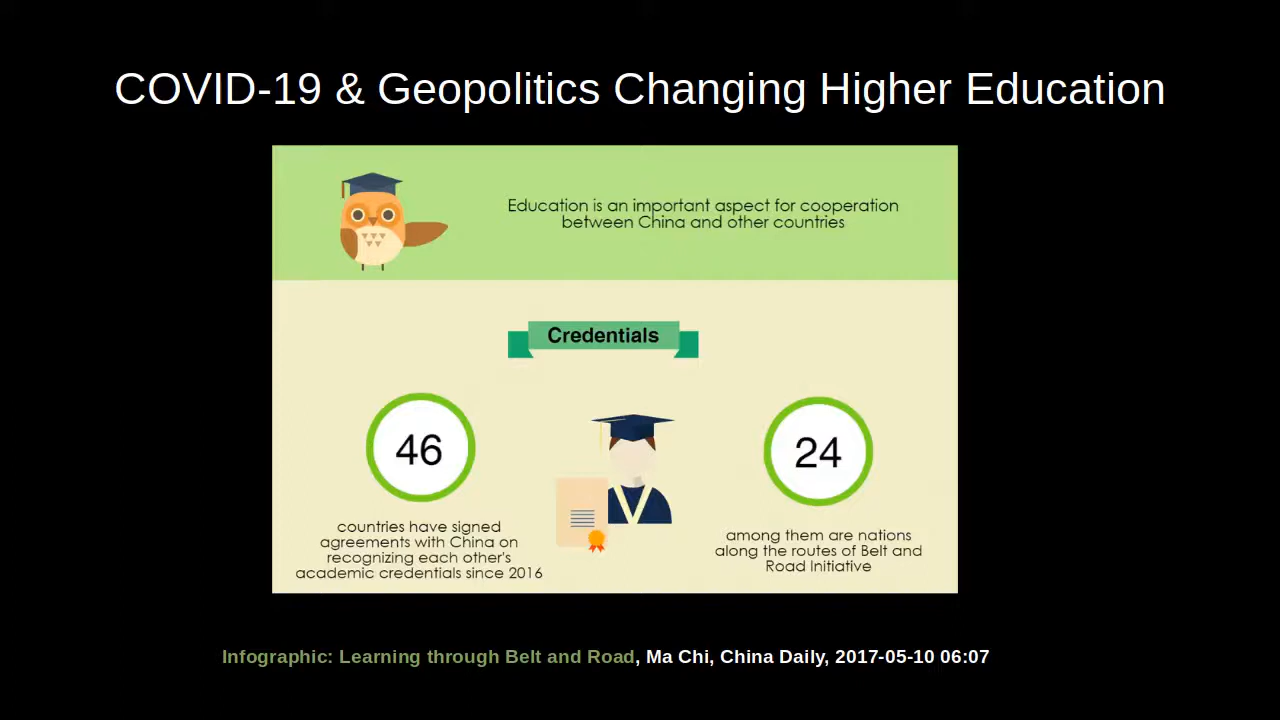 COVID-19 & Geopolitics Changing Higher Education
Education is an important aspect for cooperation
between China and other countries
Credentials
46
countries have signed
agreements with China on
recognizing each other's
academic credentials since 2016
24
among them are nations
along the routes of Belt and
Road Initiative
Infographic: Learning through Belt and Road, Ma Chi, China Daily, 2017-05-10 06:07